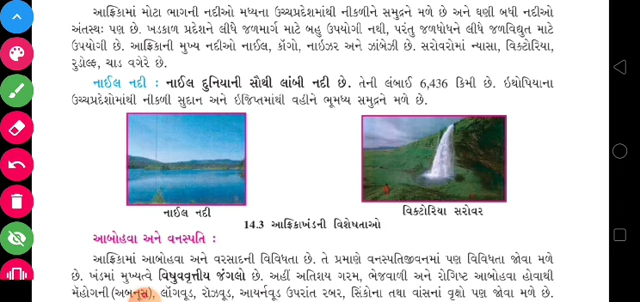 આફ્રિકામાં મોટા ભાગની નદીઓ મધ્યના ઉચ્ચપ્રદેશમાંથી નીકળીને સમુદ્રને મળે છે અને ઘણી બધી નદીઓ
અંતસ્થઃ પણ છે. ખડકાળ પ્રદેશને લીધે જળમાર્ગ માટે બહુ ઉપયોગી નથી, પરંતુ જળધોધને લીધે જળવિદ્યુત માટે
ઉપયોગી છે. આફ્રિકાની મુખ્ય નદીઓ નાઈલ, કોંગો, નાઇઝર અને ઝાંબેઝી છે. સરોવરોમાં ન્યાસા, વિક્ટોરિયા,
રુડોલ્ફ, ચાડ વગેરે છે.
નાઈલ નદી : નાઈલ દુનિયાની સૌથી લાંબી નદી છે. તેની લંબાઈ 6,436 કિમી છે. ઇથોપિયાના
ઉચ્ચપ્રદેશોમાંથી નીકળી સુદાન અને ઇજિપ્તમાંથી વહીને ભૂમધ્ય સમુદ્રને મળે છે.
નાઈલ નદી
વિક્ટોરિયા સરોવર
14.3 આફ્રિકાખંડની વિશેષતાઓ
આબોહવા અને વનસ્પતિ :
આફ્રિકામાં આબોહવા અને વરસાદની વિવિધતા છે. તે પ્રમાણે વનસ્પતિજીવનમાં પણ વિવિધતા જોવા મળે
છે. ખંડમાં મુખ્યત્વે વિષુવવૃત્તીય જંગલો છે. અહીં અતિશય ગરમ, ભેજવાળી અને રોગિષ્ટ આબોહવા હોવાથી
મેહોગની(અબનૂસ), લૉગવૂડ, રોઝવૂડ, આયર્નવૂડ ઉપરાંત રબર, સિંકોના તથા વાંસનાં વૃક્ષો પણ જોવા મળે છે.